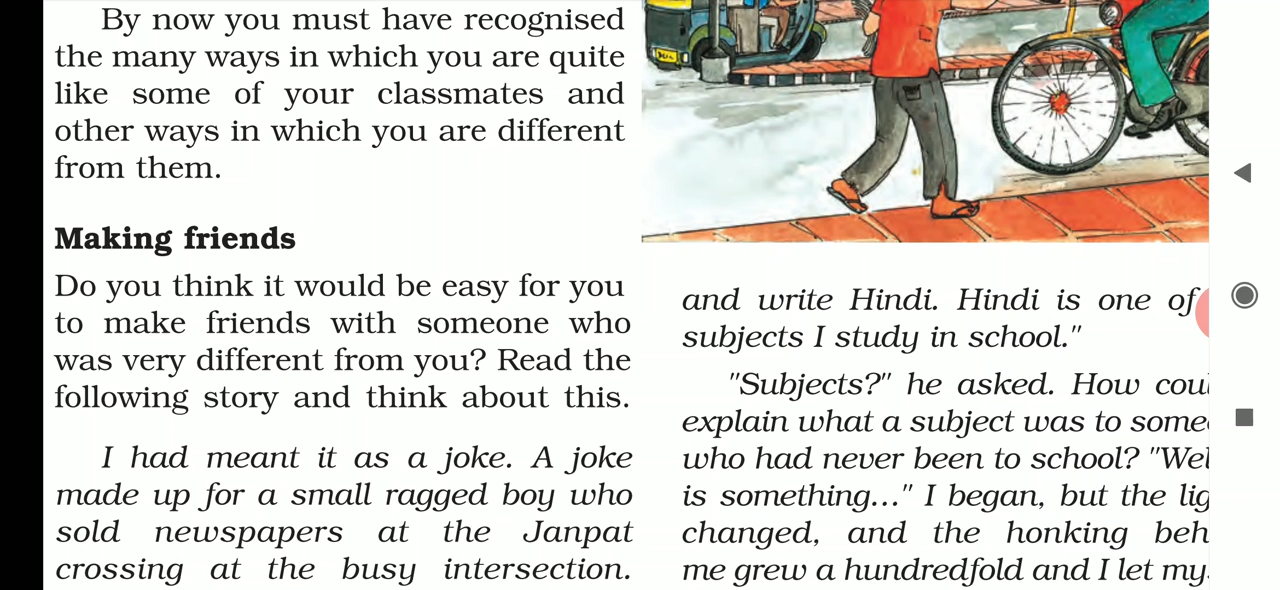 By now you must have recognised
the many ways in which you are quite
like some of your classmates and
other ways in which you are different
from them.
Making friends
Do you think it would be easy for you
to make friends with someone who
was very different from you? Read the
following story and think about this.
I had meant it as a joke. A joke
made up for a small ragged boy who
sold newspapers at the Janpat
crossing at the busy intersection.
and write Hindi. Hindi is one of
subjects I study in school."
"Subjects?" he asked. How
explain what a subject was to
who had never been to school?
is something..." I began, but the
changed, and the honking
me grew a hundredfold and I let